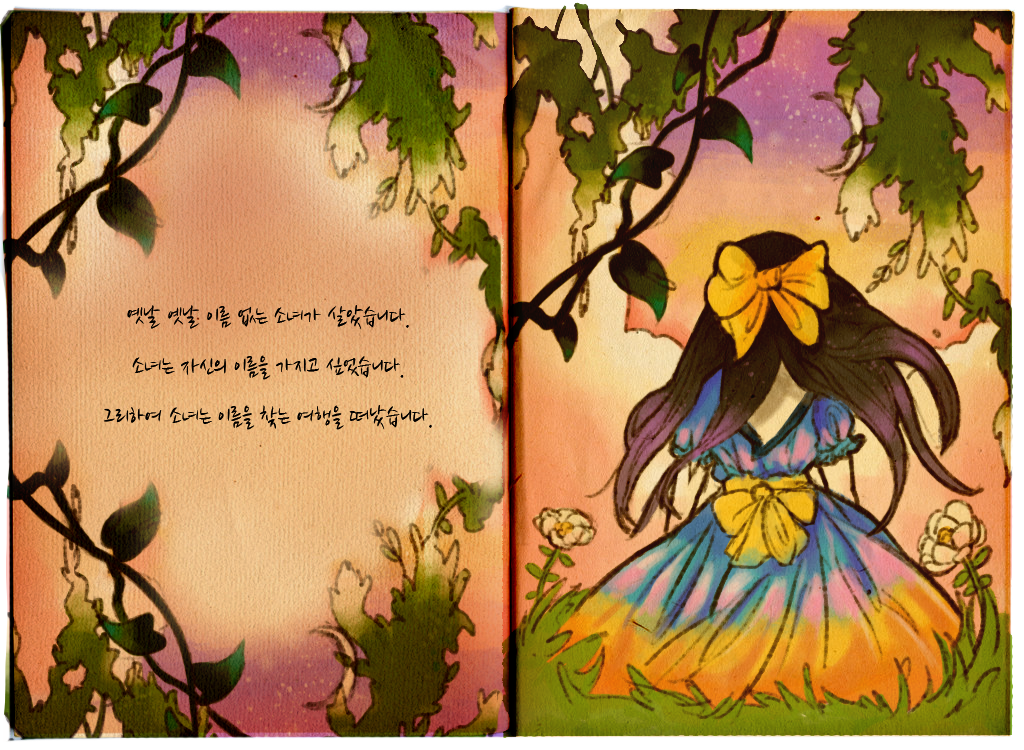 옛날 옛날 이름 없는 소녀가 살았습니다.
소녀는 자신의 이름을 가지고 싶었습니다.
그리하여 소녀는 이름을 찾는 여행을 떠났습니다.